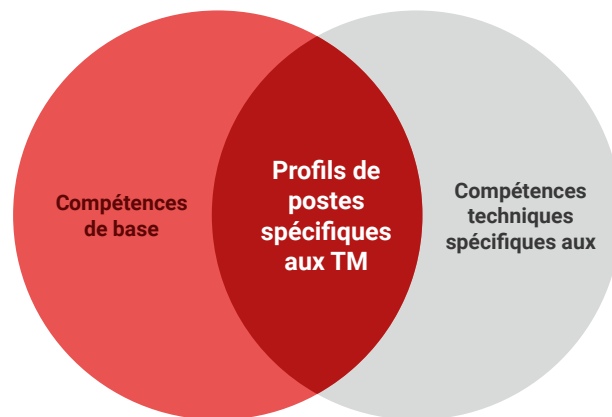 Compétences
de base
Profils de
postes
spécifiques
aux TM
Compétences
techniques
spécifiques aux